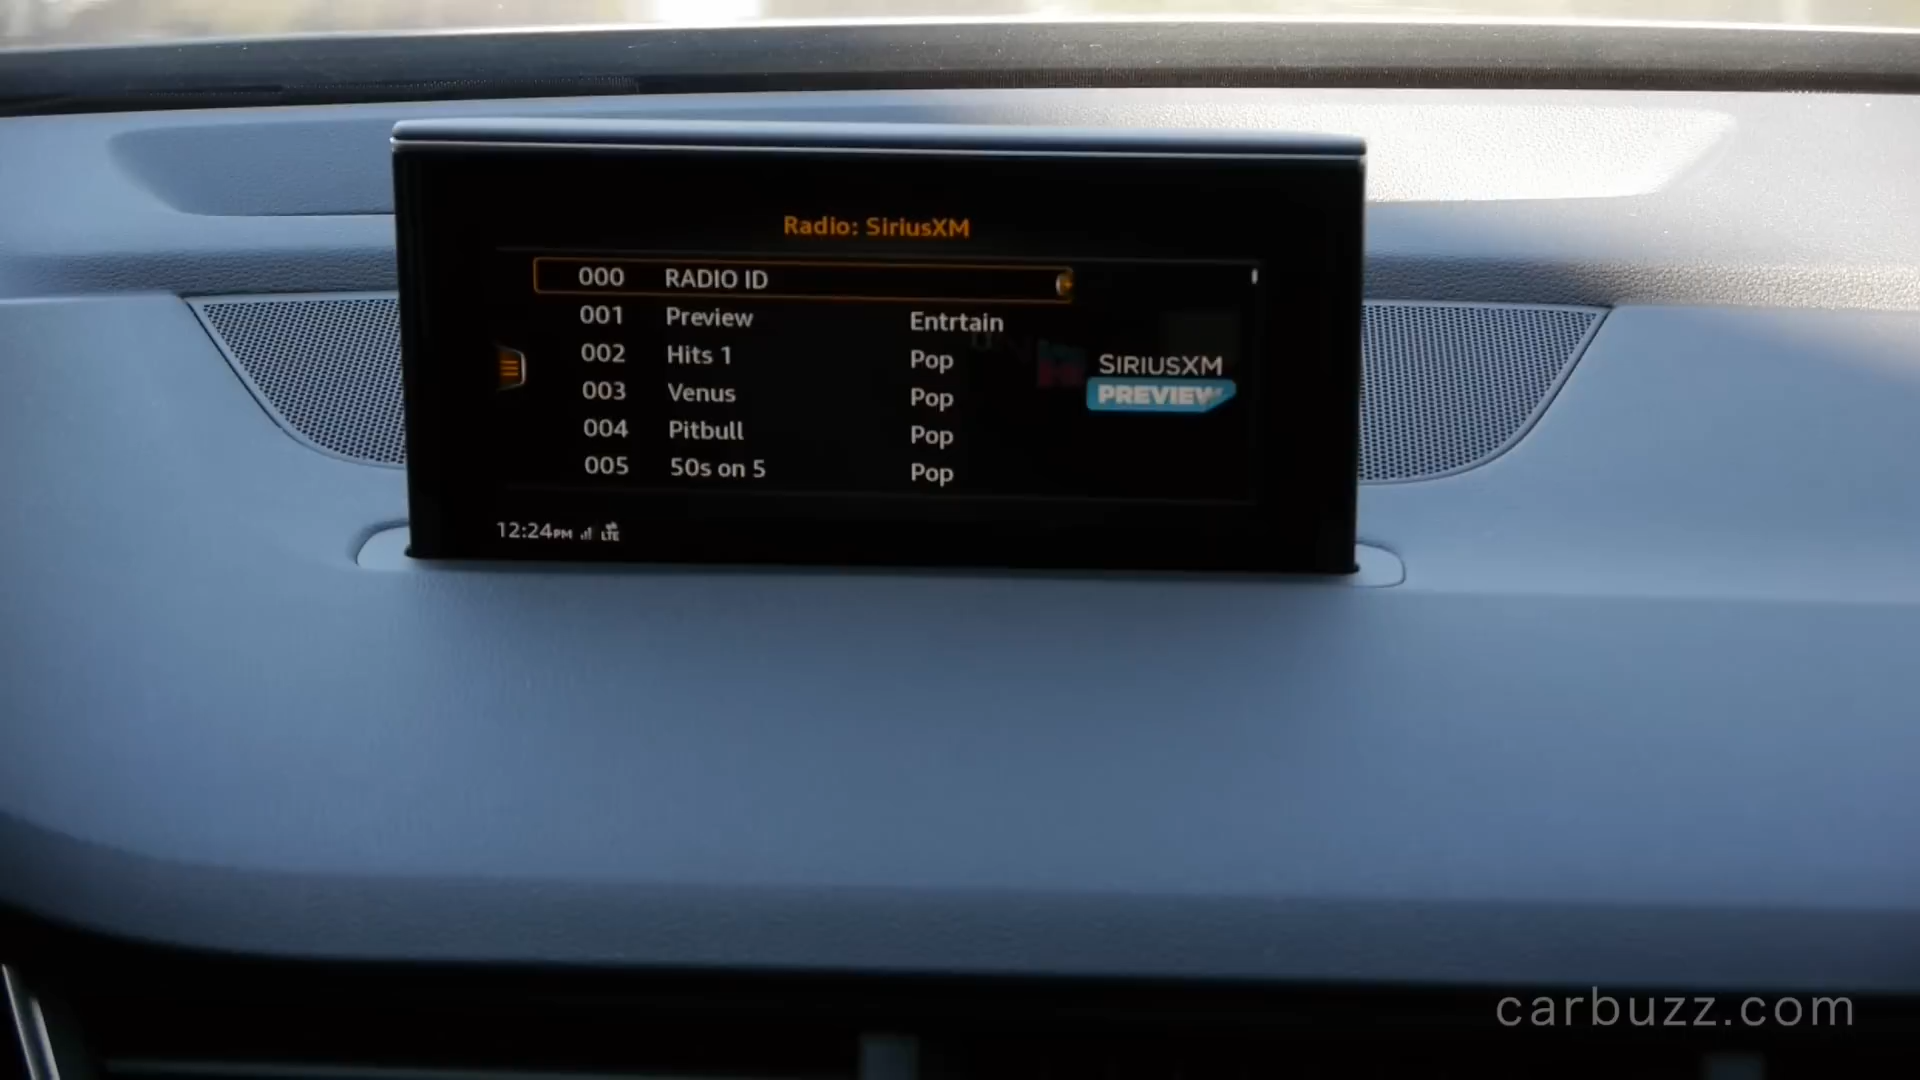 Radio: SiriusXM
000 RADIO ID
001 Preview Entrtain
002 Hits 1 Pop
003 Venus Pop
004 Pitbull Pop
005 50s on 5 Pop
SIRIUSXM
PREVIEW
12:24PM LTE
carbuzz.com